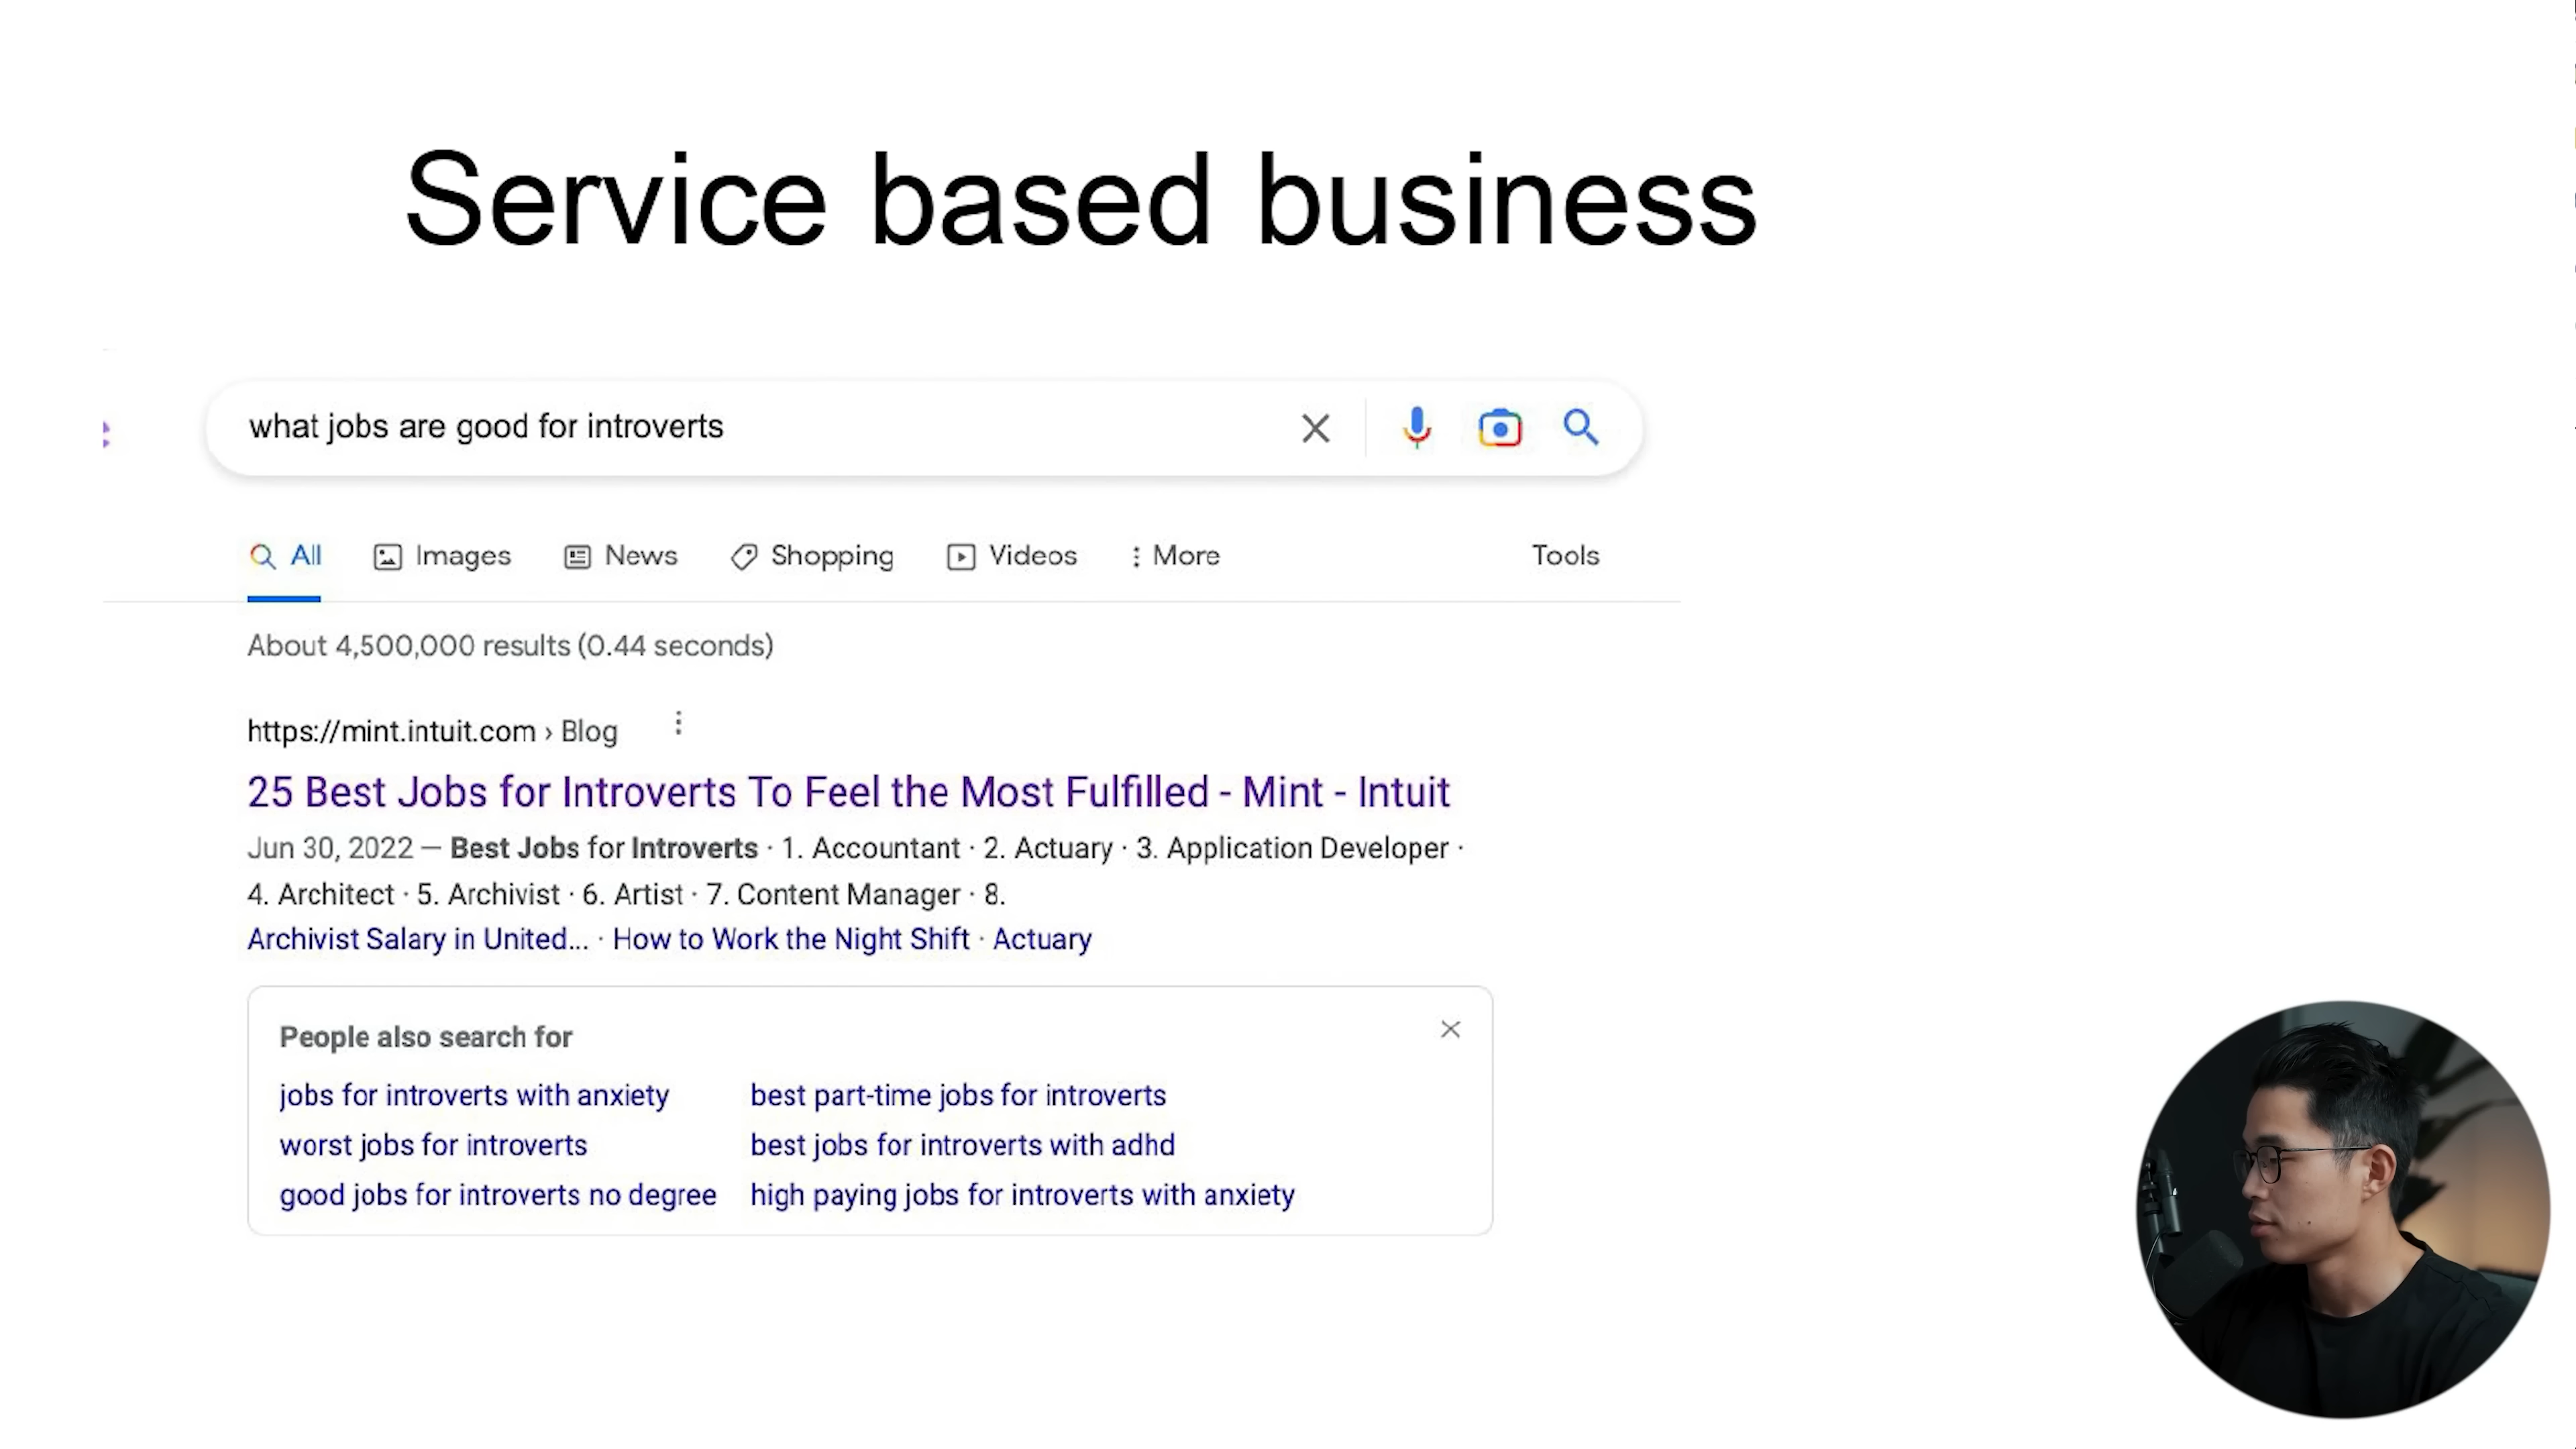 Service based business
what jobs are good for introverts
All Images News Shopping Videos More Tools
About 4,500,000 results (0.44 seconds)
https://mint.intuit.com › Blog
25 Best Jobs for Introverts To Feel the Most Fulfilled - Mint - Intuit
Jun 30, 2022 — Best Jobs for Introverts · 1. Accountant · 2. Actuary · 3. Application Developer ·
4. Architect · 5. Archivist · 6. Artist · 7. Content Manager · 8.
Archivist Salary in United... · How to Work the Night Shift · Actuary
People also search for
jobs for introverts with anxiety best part-time jobs for introverts
worst jobs for introverts best jobs for introverts with adhd
good jobs for introverts no degree high paying jobs for introverts with anxiety